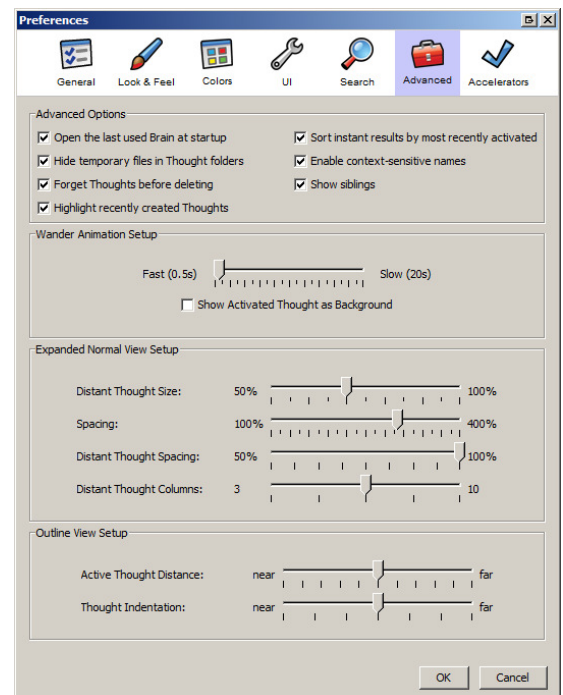 Preferences
General Look & Feel Colors UI Search Advanced Accelerators
Advanced Options
Open the last used Brain at startup
Sort instant results by most recently activated
Hide temporary files in Thought folders
Enable context-sensitive names
Forget Thoughts before deleting
Show siblings
Highlight recently created Thoughts
Wander Animation Setup
Fast (0.5s) Slow (20s)
Show Activated Thought as Background
Expanded Normal View Setup
Distant Thought Size: 50% 100%
Spacing: 100% 400%
Distant Thought Spacing: 50% 100%
Distant Thought Columns: 3 10
Outline View Setup
Active Thought Distance: near far
Thought Indentation: near far
OK Cancel